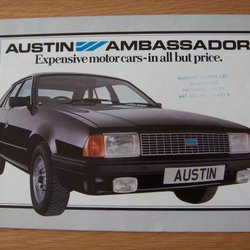 AUSTIN AMBASSADOR
Expensive motor cars-in all but price.
AUSTIN